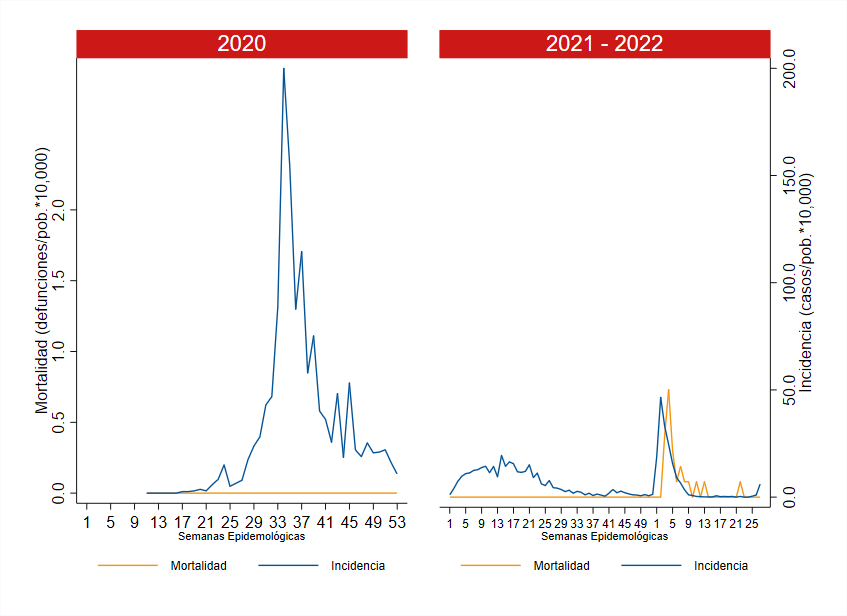 2020
2021 - 2022
Mortalidad (defunciones/pob.*10,000)
2.0
1.5
1.0
0.5
0.0
1 5 9 13 17 21 25 29 33 37 41 45 49 53
Semanas Epidemológicas
Mortalidad Incidencia
200.0
150.0
100.0
50.0
0.0
Incidencia (casos/pob.*10,000)
1 5 9 13 17 21 25 29 33 37 41 45 49 1 5 9 13 17 21 25
Semanas Epidemológicas
Mortalidad Incidencia